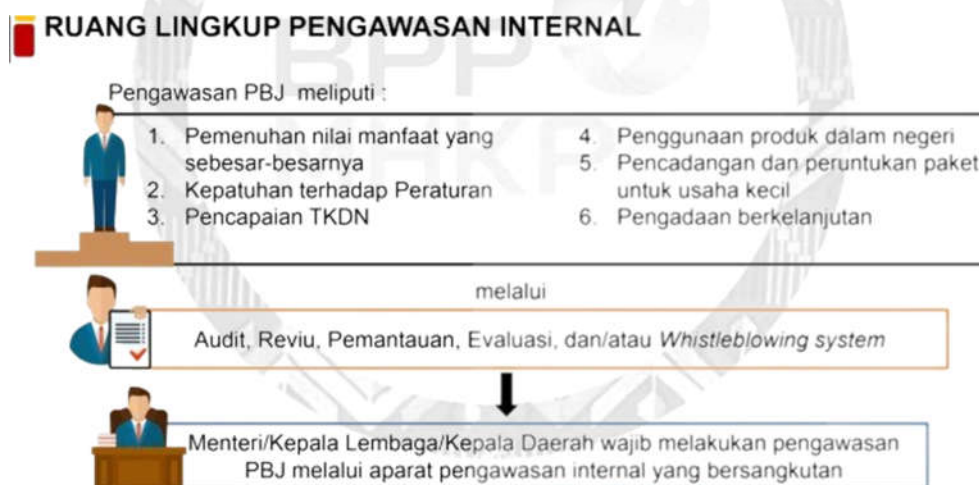 RUANG LINGKUP PENGAWASAN INTERNAL
Pengawasan PBJ meliputi :
1. Pemenuhan nilai manfaat yang
sebesar-besarnya
2. Kepatuhan terhadap Peraturan
3. Pencapaian TKDN
4. Penggunaan produk dalam negeri
5. Pencadangan dan peruntukan paket
untuk usaha kecil
6. Pengadaan berkelanjutan
melalui
Audit, Reviu, Pemantauan, Evaluasi, dan/atau Whistleblowing system
Menteri/Kepala Lembaga/Kepala Daerah wajib melakukan pengawasan
PBJ melalui aparat pengawasan internal yang bersangkutan